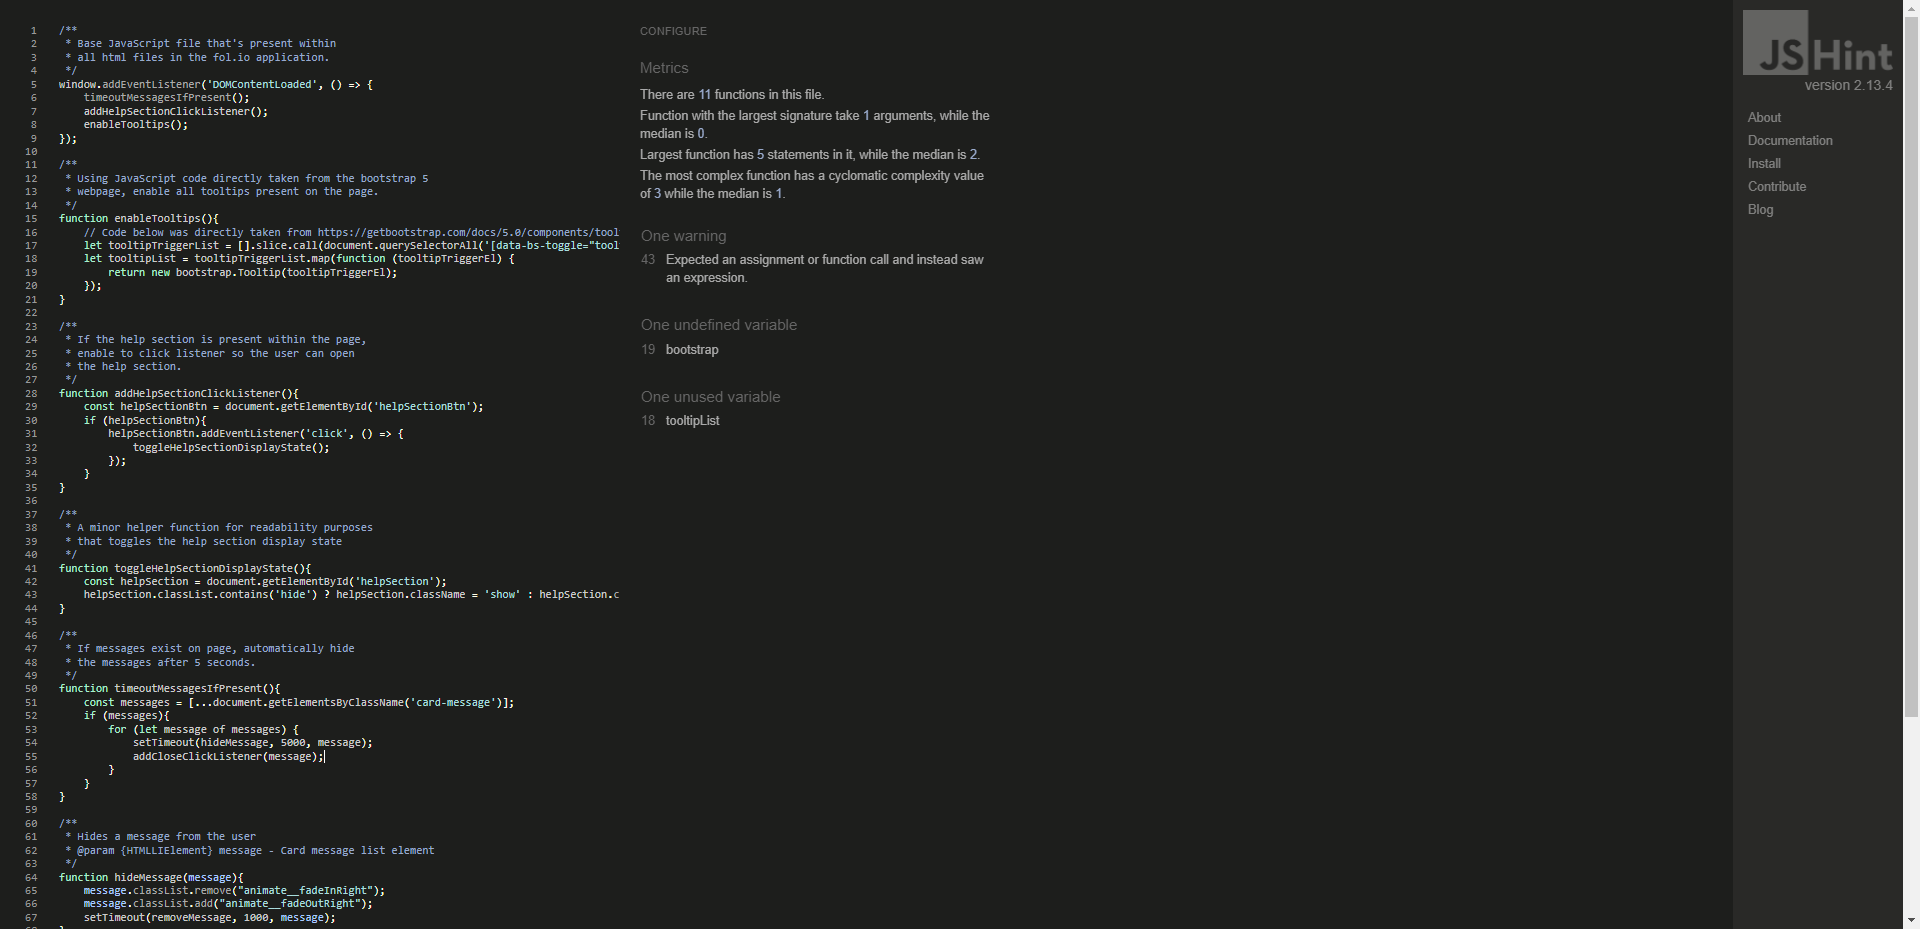 1 /**
2  * Base JavaScript file that's present within
3  * all html files in the fol.io application.
4  */
5 window.addEventListener('DOMContentLoaded', () => {
6     timeoutMessagesIfPresent();
7     addHelpSectionClickListener();
8     enableTooltips();
9 });
10
11 /**
12  * Using JavaScript code directly taken from the bootstrap 5
13  * webpage, enable all tooltips present on the page.
14  */
15 function enableTooltips(){
16     // Code below was directly taken from https://getbootstrap.com/docs/5.0/components/tool
17     let tooltipTriggerList = [].slice.call(document.querySelectorAll('[data-bs-toggle="tool
18     let tooltipList = tooltipTriggerList.map(function (tooltipTriggerEl) {
19         return new bootstrap.Tooltip(tooltipTriggerEl);
20     });
21 }
22
23 /**
24  * If the help section is present within the page,
25  * enable to click listener so the user can open
26  * the help section.
27  */
28 function addHelpSectionClickListener(){
29     const helpSectionBtn = document.getElementById('helpSectionBtn');
30     if (helpSectionBtn){
31         helpSectionBtn.addEventListener('click', () => {
32             toggleHelpSectionDisplayState();
33         });
34     }
35 }
36
37 /**
38  * A minor helper function for readability purposes
39  * that toggles the help section display state
40  */
41 function toggleHelpSectionDisplayState(){
42     const helpSection = document.getElementById('helpSection');
43     helpSection.classList.contains('hide') ? helpSection.className = 'show' : helpSection.c
44 }
45
46 /**
47  * If messages exist on page, automatically hide
48  * the messages after 5 seconds.
49  */
50 function timeoutMessagesIfPresent(){
51     const messages = [...document.getElementsByClassName('card-message')];
52     if (messages){
53         for (let message of messages) {
54             setTimeout(hideMessage, 5000, message);
55             addCloseClickListener(message);
56         }
57     }
58 }
59
60 /**
61  * Hides a message from the user
62  * @param {HTMLLIElement} message - Card message list element
63  */
64 function hideMessage(message){
65     message.classList.remove("animate__fadeInRight");
66     message.classList.add("animate__fadeOutRight");
67     setTimeout(removeMessage, 1000, message);
CONFIGURE
Metrics
There are 11 functions in this file.
Function with the largest signature take 1 arguments, while the
median is 0.
Largest function has 5 statements in it, while the median is 2.
The most complex function has a cyclomatic complexity value
of 3 while the median is 1.
One warning
43 Expected an assignment or function call and instead saw
an expression.
One undefined variable
19 bootstrap
One unused variable
18 tooltipList
JSHint
version 2.13.4
About
Documentation
Install
Contribute
Blog